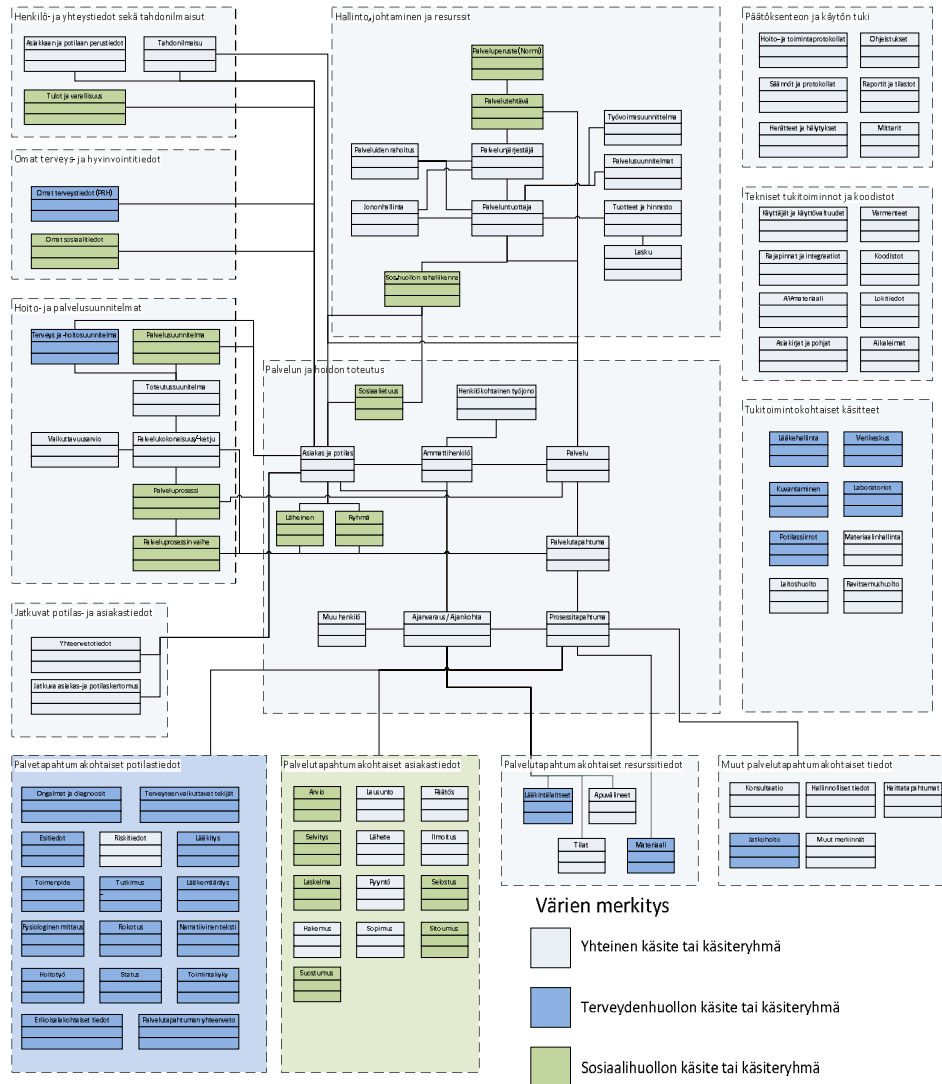 Henkilö- ja yhteystiedot sekä tahdonilmaisut
Asiakkaan ja potilaan perustiedot
Tahdonilmaisu
Tulot ja varallisuus
Omat terveys- ja hyvinvointitiedot
Omat terveystiedot (PRH)
Omat sosiaalitiedot
Hoito- ja palvelusuunnitelmat
Terveys ja -hoitosuunnitelma
Palvelusuunnitelma
Toteutussuunitelma
Vaikuttavuusarvio
Palvelukokonaisuus/-ketju
Palveluprosessi
Palveluprosessin vaihe
Jatkuvat potilas- ja asiakastiedot
Yhteenvetotiedot
Jatkuva asiakas- ja potilaskertomus
Hallinto, johtaminen ja resurssit
Palveluperuste (Normi)
Palvelutehtävä
Työvoimasuunnittelma
Palveluiden rahoitus
Palvelunjärjestäjä
Palvelusuunnitelmat
Jononhallinta
Palveluntuottaja
Tuotteet ja hinnasto
Lasku
Sos.huollon rahaliikenne
Palvelun ja hoidon toteutus
Sosiaalietuus
Henkilökohtainen työjono
Asiakas ja potilas
Ammattihenkilö
Palvelu
Läheinen
Ryhmä
Palvelutapahtuma
Muu henkilö
Ajanvaraus / Ajankohta
Prosessitapahtuma
Päätöksenteon ja käytön tuki
Hoito- ja toimintaprotokollat
Ohjeistukset
Säännöt ja protokollat
Raportit ja tilastot
Herätteet ja hälytykset
Mittarit
Tekniset tukitoiminnot ja koodistot
Käyttäjät ja käyttövaltuudet
Varmenteet
Rajapinnat ja integraatiot
Koodistot
AV-materiaali
Lokitiedot
Asiakirjat ja pohjat
Aikaleimat
Tukitoimintokohtaiset käsitteet
Lääkehallinta
Verikeskus
Kuvantaminen
Laboratoriot
Potilassiirrot
Materiaalinhallinta
Laitoshuolto
Ravitsemushuolto
Palvetapahtumakohtaiset potilastiedot
Ongelmat ja diagnoosit
Terveyteen vaikuttavat tekijät
Esitiedot
Riskitiedot
Lääkitys
Toimenpide
Tutkimus
Lääkemääräys
Fysiologinen mittaus
Rokotus
Narratiivinen teksti
Hoitotyö
Status
Toimintakyky
Erikoisalakohtaiset tiedot
Palvelutapahtuman yhteenveto
Palvelutapahtumakohtaiset asiakastiedot
Arvio
Lausunto
Päätös
Selvitys
Lähete
Ilmoitus
Laskelma
Pyyntö
Selostus
Hakemus
Sopimus
Sitoumus
Suostumus
Palvelutapahtumakohtaiset resurssitiedot
Lääkintälaitteet
Apuvälineet
Tilat
Materiaali
Muut palvelutapahtumakohtaiset tiedot
Konsultaatio
Hallinnolliset tiedot
Haittatapahtumat
Jatkohoito
Muut merkinnät
Värien merkitys
Yhteinen käsite tai käsiteryhmä
Terveydenhuollon käsite tai käsiteryhmä
Sosiaalihuollon käsite tai käsiteryhmä